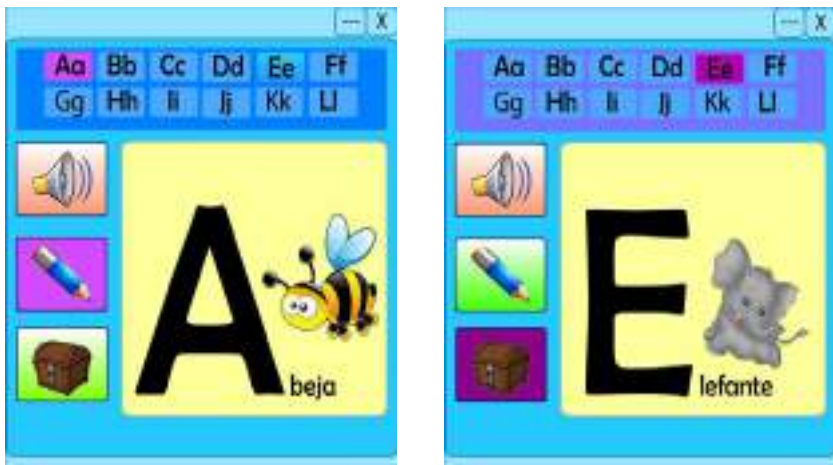 — X
Aa Bb Cc Dd Ee Ff
Gg Hh Ii Jj Kk Ll
A
beja
— X
Aa Bb Cc Dd Ee Ff
Gg Hh Ii Jj Kk Ll
E
lefante